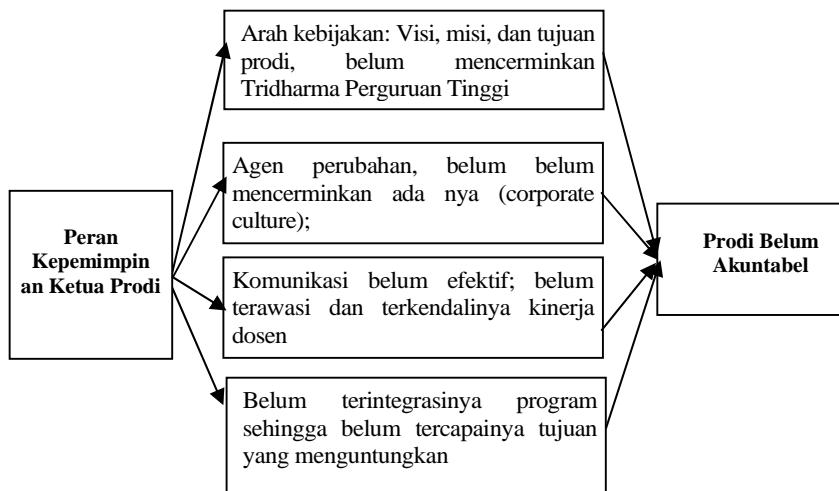 Arah kebijakan: Visi, misi, dan tujuan
prodi, belum mencerminkan
Tridharma Perguruan Tinggi
Agen perubahan, belum belum
mencerminkan ada nya (corporate
culture);
Peran
Kepemimpin
an Ketua Prodi
Prodi Belum
Akuntabel
Komunikasi belum efektif; belum
terawasi dan terkendalinya kinerja
dosen
Belum terintegrasinya program
sehingga belum tercapainya tujuan
yang menguntungkan